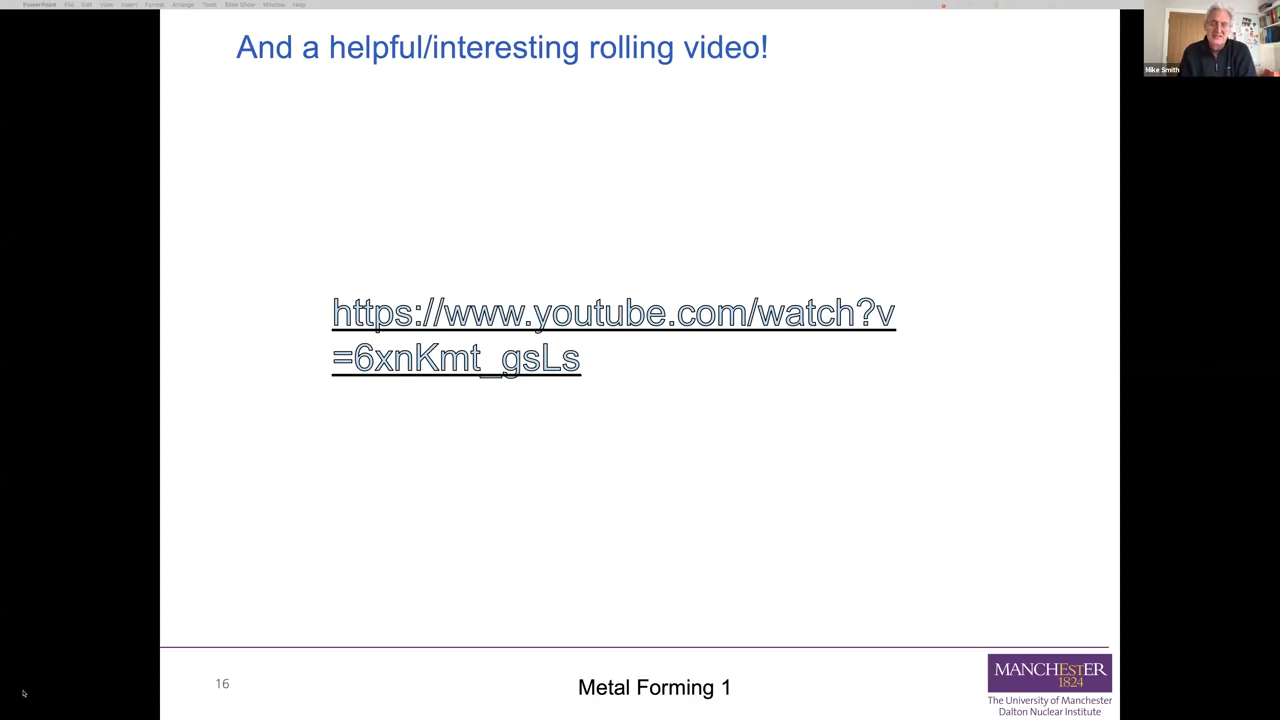 PowerPoint File Edit View Insert Format Arrange Tools Slide Show Window Help
And a helpful/interesting rolling video!
Mike Smith
https://www.youtube.com/watch?v
=6xnKmt_gsLs
16
Metal Forming 1
MANCHESTER
1824
The University of Manchester
Dalton Nuclear Institute